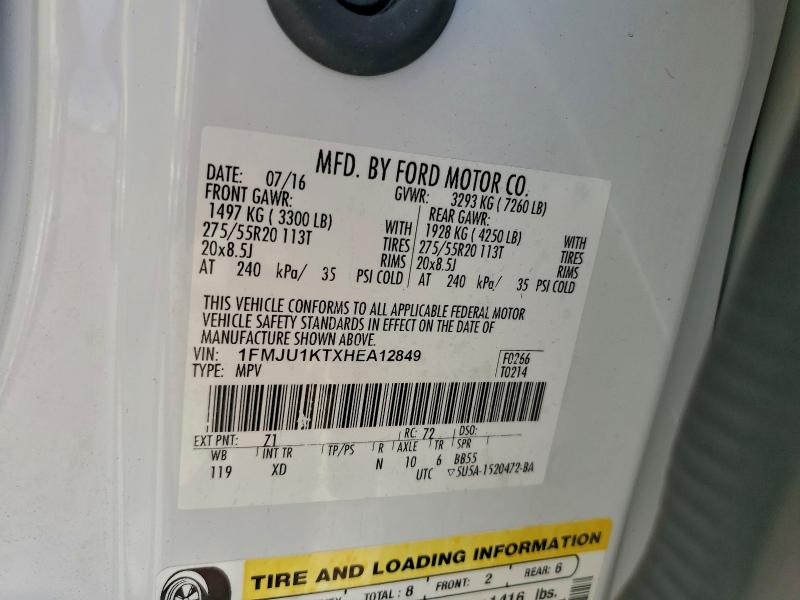 MFD. BY FORD MOTOR CO.
DATE: 07/16 GVWR: 3293 KG ( 7260 LB)
FRONT GAWR: REAR GAWR:
1497 KG ( 3300 LB) WITH 1928 KG ( 4250 LB) WITH
275/55R20 113T TIRES 275/55R20 113T TIRES
20x8.5J RIMS 20x8.5J RIMS
AT 240 kPa/ 35 PSI COLD AT 240 kPa/ 35 PSI COLD
THIS VEHICLE CONFORMS TO ALL APPLICABLE FEDERAL MOTOR
VEHICLE SAFETY STANDARDS IN EFFECT ON THE DATE OF
MANUFACTURE SHOWN ABOVE.
VIN: 1FMJU1KTXHEA12849 F0266
TYPE: MPV T0214
EXT PNT: Z1 RC: 72 DSO:
WB INT TR TP/PS R AXLE TR SPR
119 XD N 10 6 BB55
UTC ▽5U5A-1520472-BA
TIRE AND LOADING INFORMATION
TOTAL : 8 FRONT: 2 REAR: 6
1416 lbs.